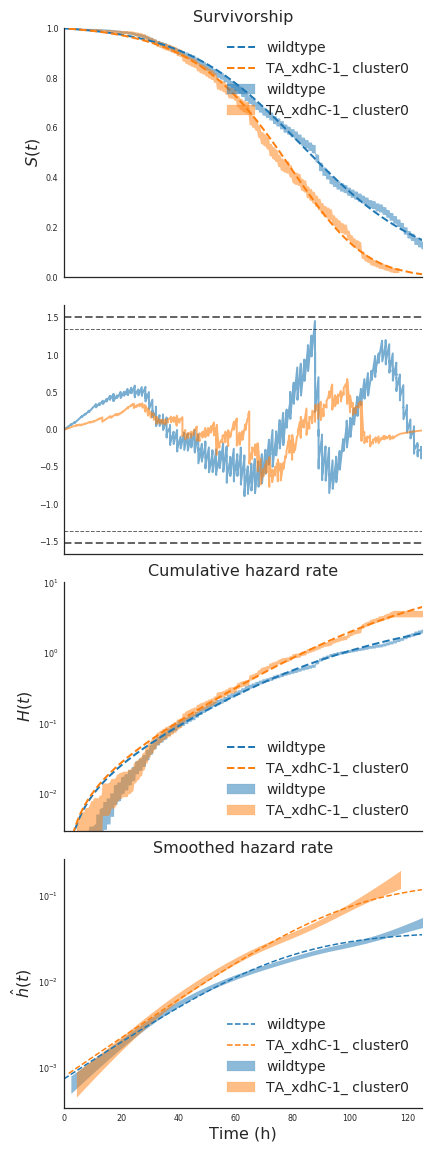 Survivorship
1.0
0.8
0.6
0.4
0.2
0.0
S(t)
wildtype
TA_xdhC-1_ cluster0
wildtype
TA_xdhC-1_ cluster0
1.5
1.0
0.5
0.0
−0.5
−1.0
−1.5
Cumulative hazard rate
10¹
10⁰
10⁻¹
10⁻²
H(t)
wildtype
TA_xdhC-1_ cluster0
wildtype
TA_xdhC-1_ cluster0
Smoothed hazard rate
10⁻¹
10⁻²
10⁻³
ĥ(t)
wildtype
TA_xdhC-1_ cluster0
wildtype
TA_xdhC-1_ cluster0
0 20 40 60 80 100 120
Time (h)